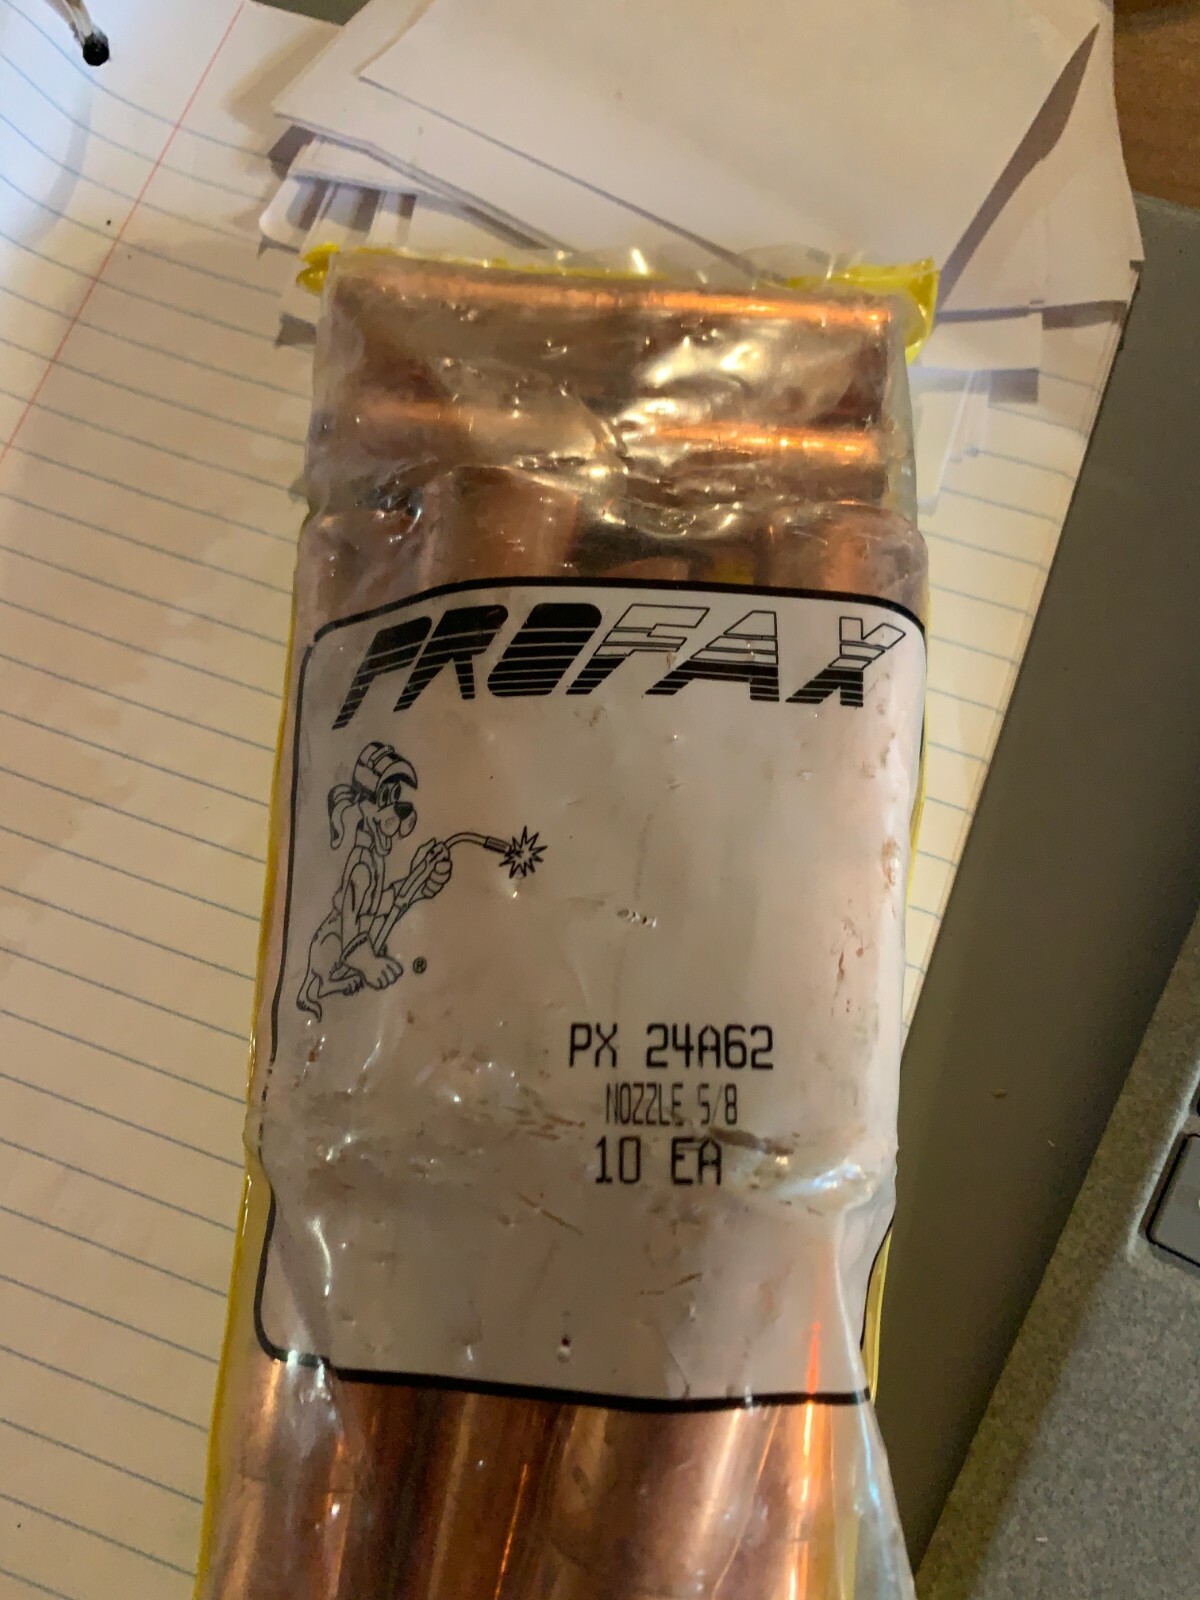 PROFAX
®
PX 24A62
NOZZLE 5/8
10 EA